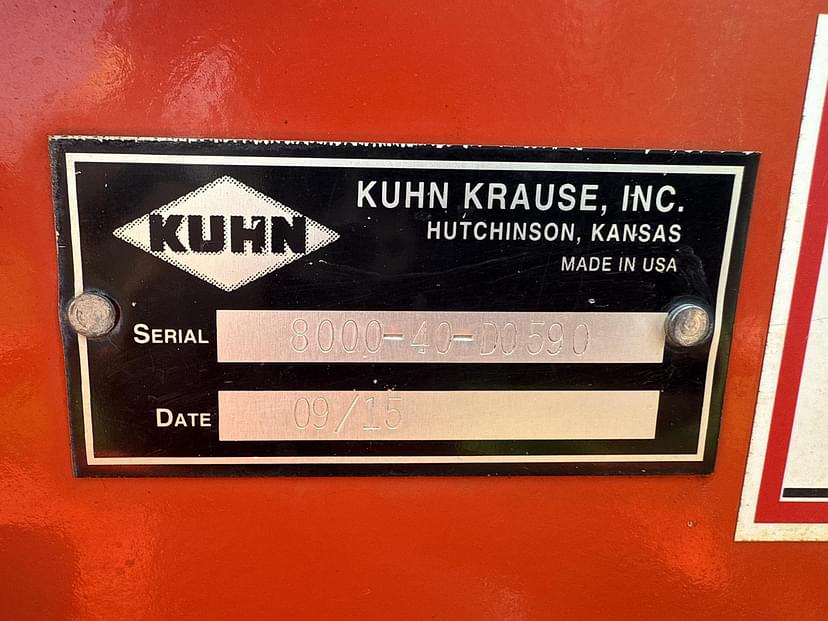 KUHN
KUHN KRAUSE, INC.
HUTCHINSON, KANSAS
MADE IN USA
SERIAL 8000-40-D0590
DATE 09/15